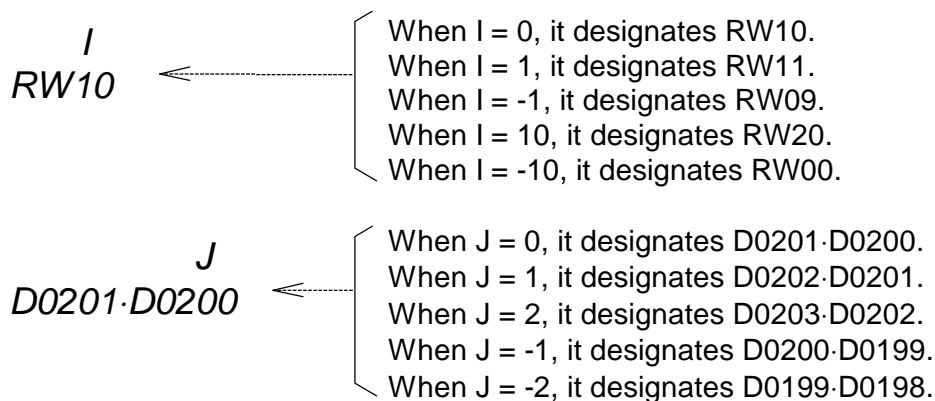 I
RW10
When I = 0, it designates RW10.
When I = 1, it designates RW11.
When I = -1, it designates RW09.
When I = 10, it designates RW20.
When I = -10, it designates RW00.
J
D0201·D0200
When J = 0, it designates D0201·D0200.
When J = 1, it designates D0202·D0201.
When J = 2, it designates D0203·D0202.
When J = -1, it designates D0200·D0199.
When J = -2, it designates D0199·D0198.